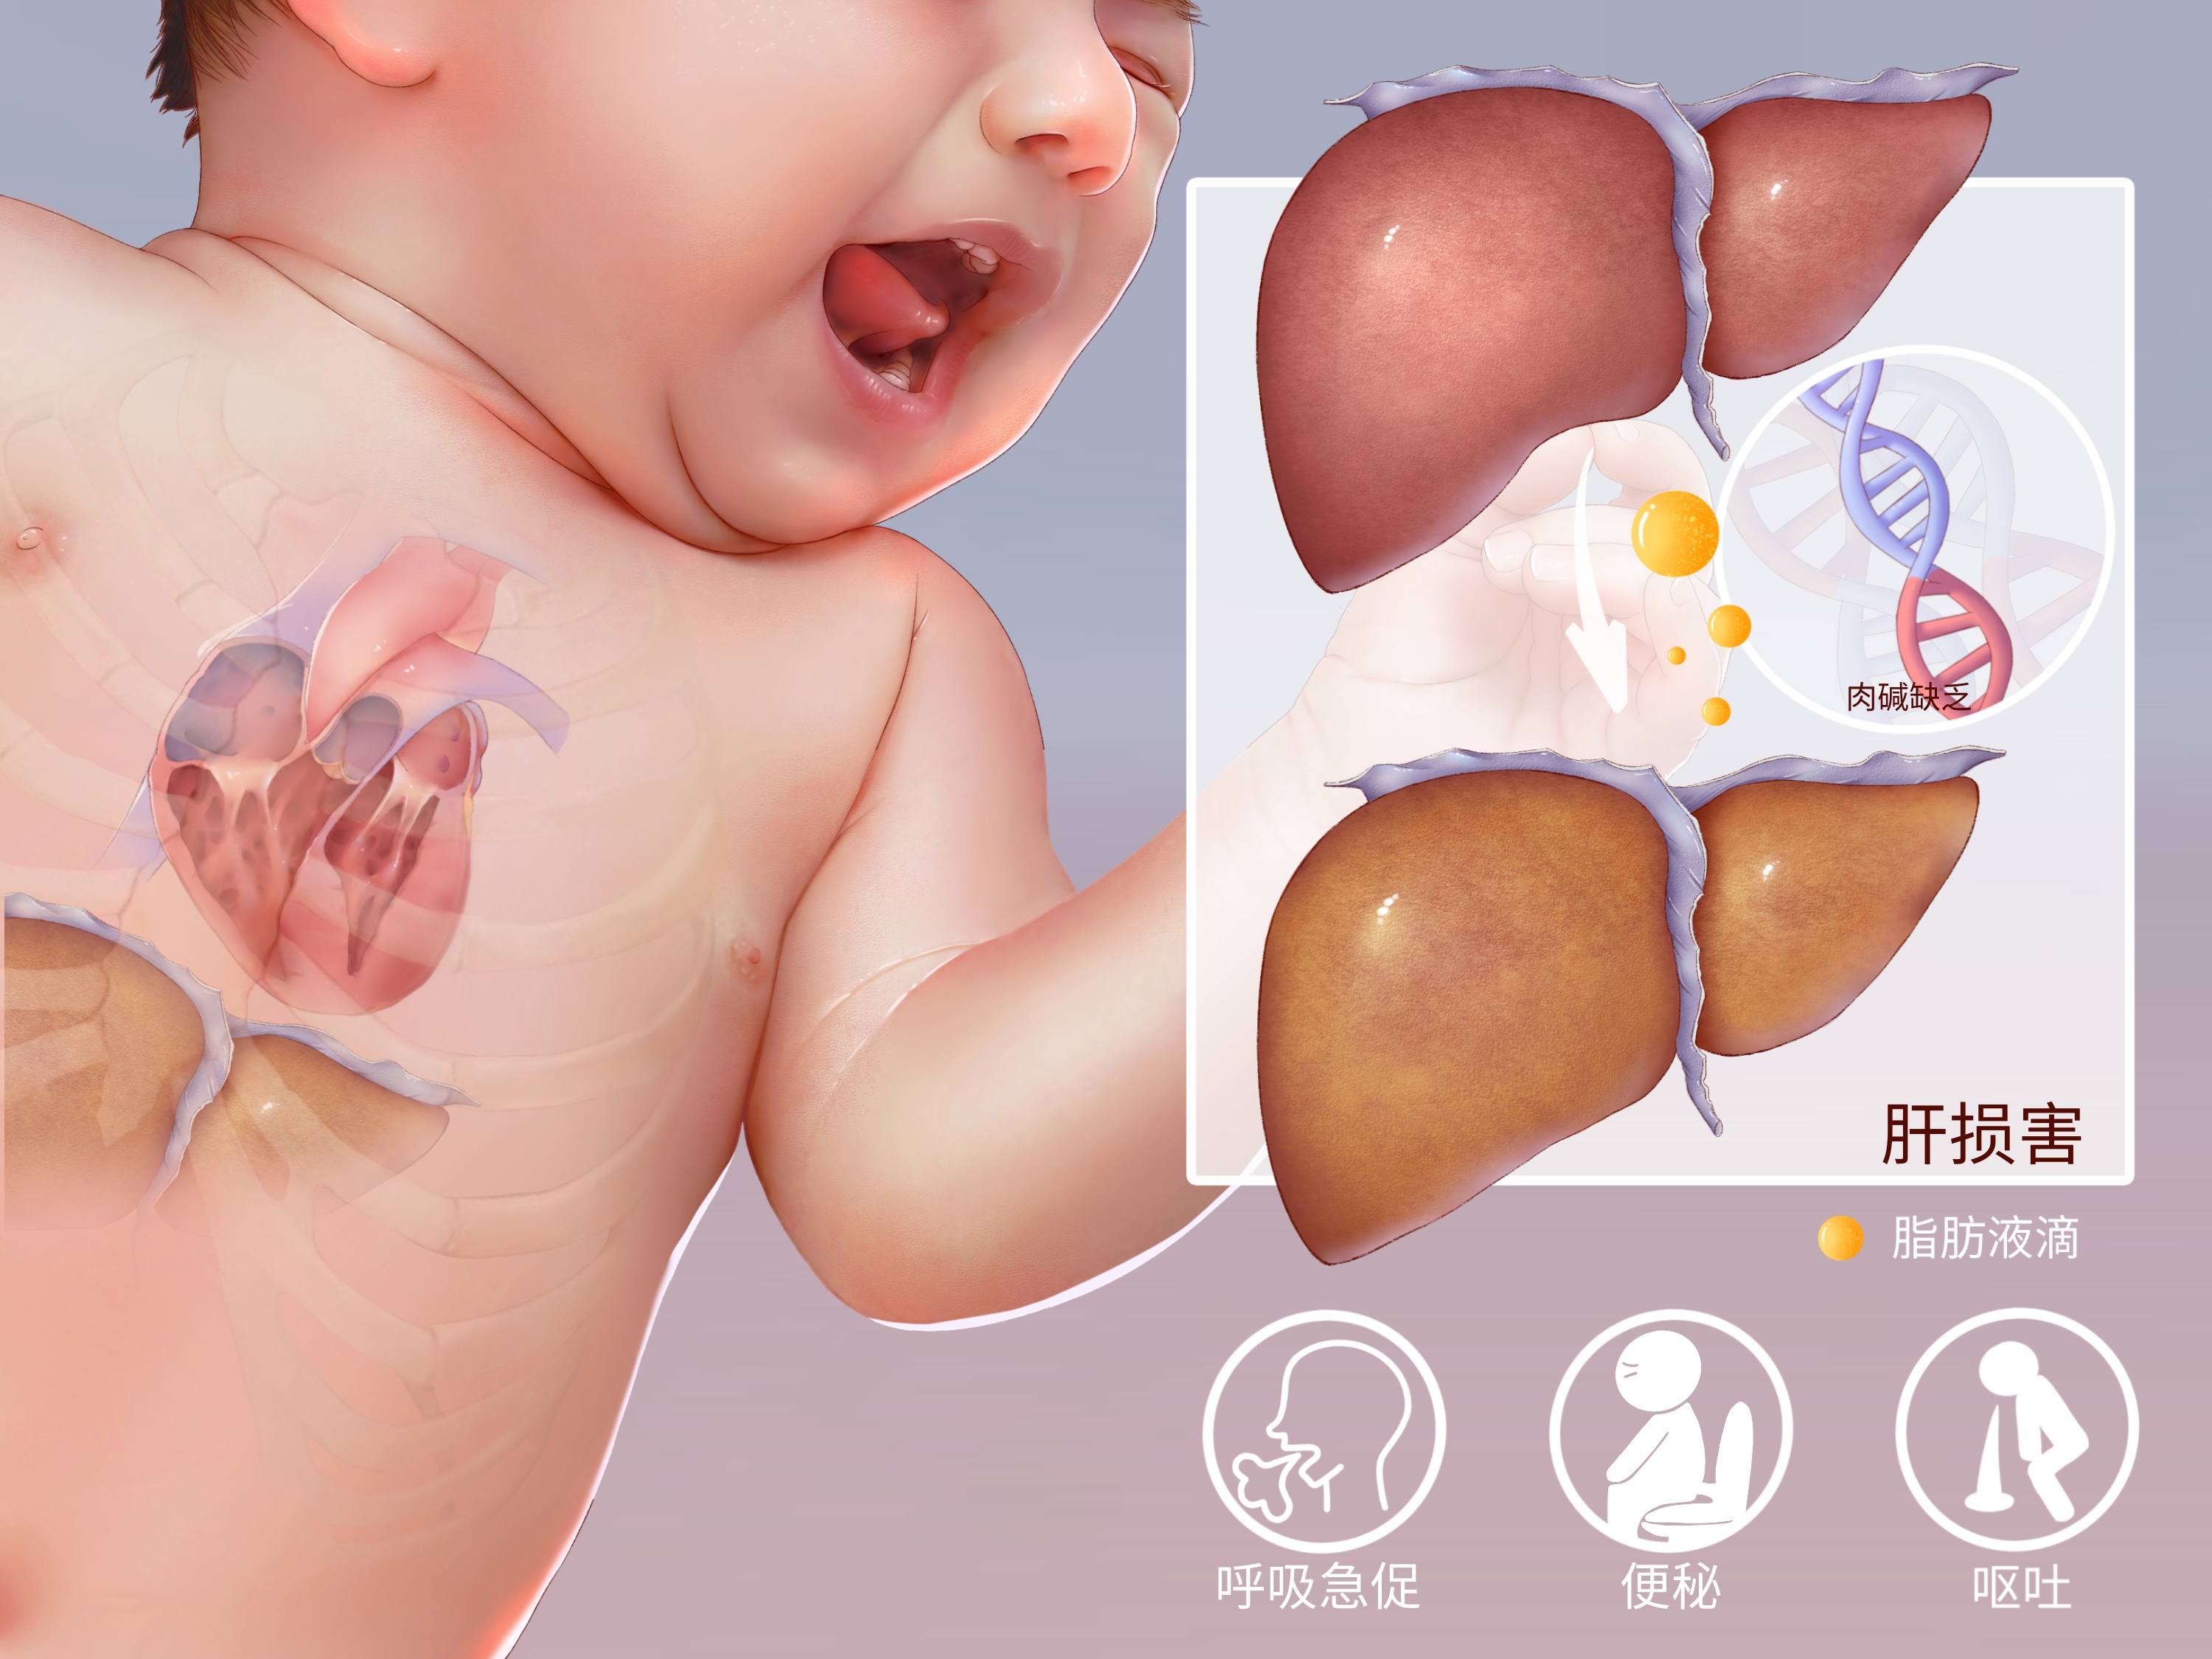 肉碱缺乏
肝损害
脂肪液滴
呼吸急促
便秘
呕吐